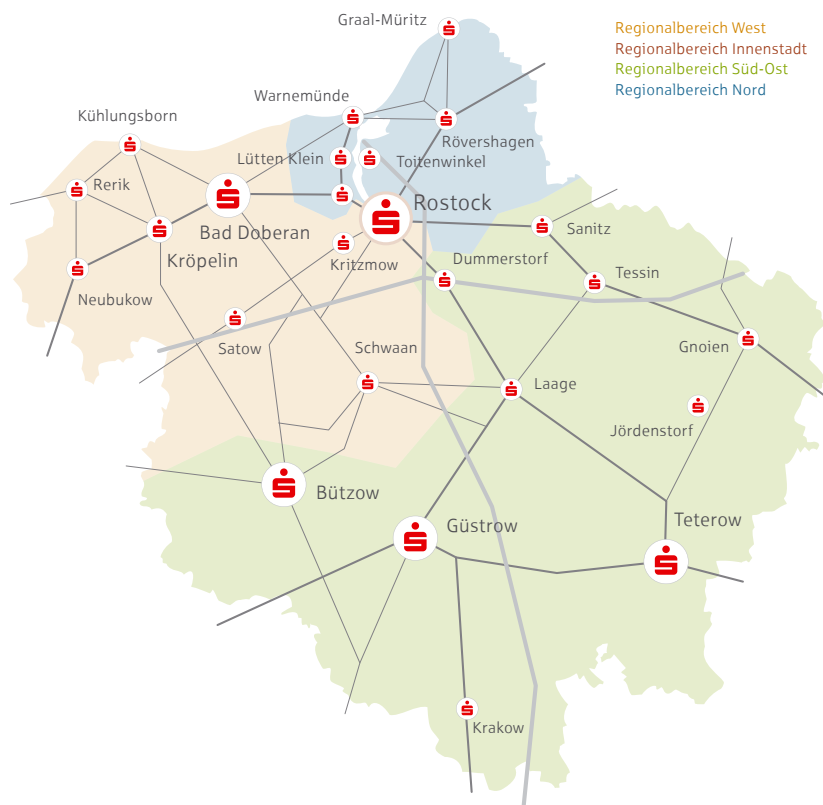 Graal-Müritz
Regionalbereich West
Regionalbereich Innenstadt
Regionalbereich Süd-Ost
Regionalbereich Nord
Warnemünde
Kühlungsborn
Rövershagen
Lütten Klein
Toitenwinkel
Rerik
Rostock
Bad Doberan
Sanitz
Kröpelin
Kritzmow
Dummerstorf
Tessin
Neubukow
Satow
Schwaan
Gnoien
Laage
Jördenstorf
Bützow
Güstrow
Teterow
Krakow